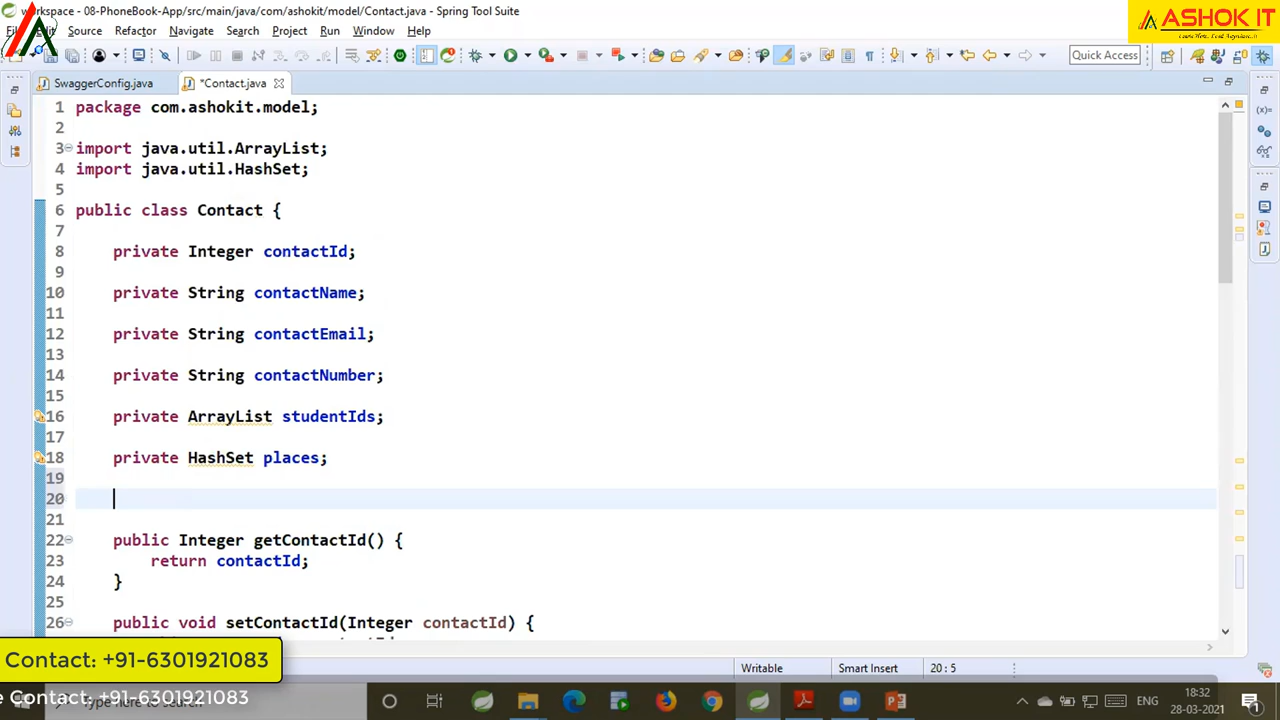 workspace - 08-PhoneBook-App/src/main/java/com/ashokit/model/Contact.java - Spring Tool Suite
ASHOK IT
Source Refactor Navigate Search Project Run Window Help
Quick Access
SwaggerConfig.java *Contact.java
1 package com.ashokit.model;
2
3 import java.util.ArrayList;
4 import java.util.HashSet;
5
6 public class Contact {
7
8 private Integer contactId;
9
10 private String contactName;
11
12 private String contactEmail;
13
14 private String contactNumber;
15
16 private ArrayList studentIds;
17
18 private HashSet places;
19
20
21
22 public Integer getContactId() {
23 return contactId;
24 }
25
26 public void setContactId(Integer contactId) {
Contact: +91-6301921083
Writable Smart Insert 20 : 5
e Contact: +91-6301921083
ENG
18:32
28-03-2021